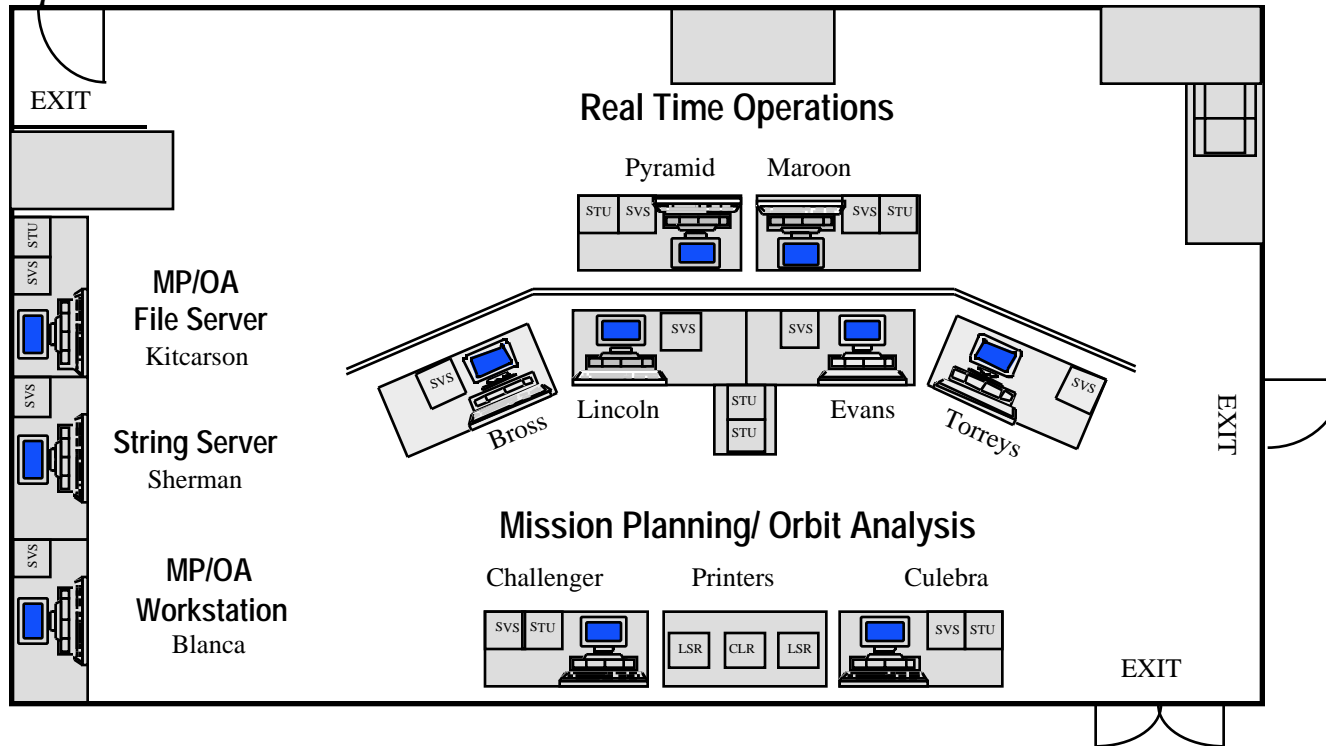 EXIT
Real Time Operations
Pyramid Maroon
STU SVS SVS STU
STU
SVS
MP/OA
File Server
Kitcarson
SVS
String Server
Sherman
SVS
MP/OA
Workstation
Blanca
SVS SVS SVS SVS
Bross Lincoln Evans Torreys
STU
STU
EXIT
Mission Planning/ Orbit Analysis
Challenger Printers Culebra
SVS STU LSR CLR LSR SVS STU
EXIT